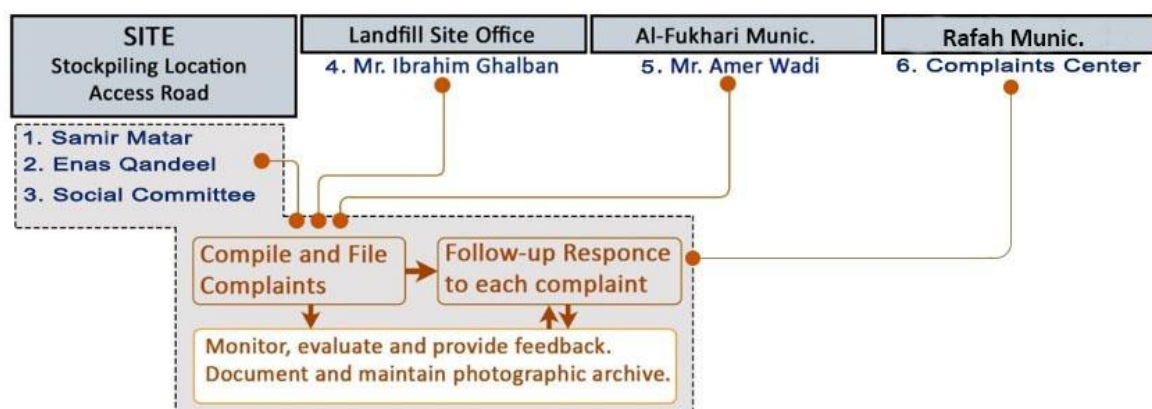 SITE
Stockpiling Location
Access Road
Landfill Site Office
4. Mr. Ibrahim Ghalban
Al-Fukhari Munic.
5. Mr. Amer Wadi
Rafah Munic.
6. Complaints Center
1. Samir Matar
2. Enas Qandeel
3. Social Committee
Compile and File
Complaints
Follow-up Responce
to each complaint
Monitor, evaluate and provide feedback.
Document and maintain photographic archive.